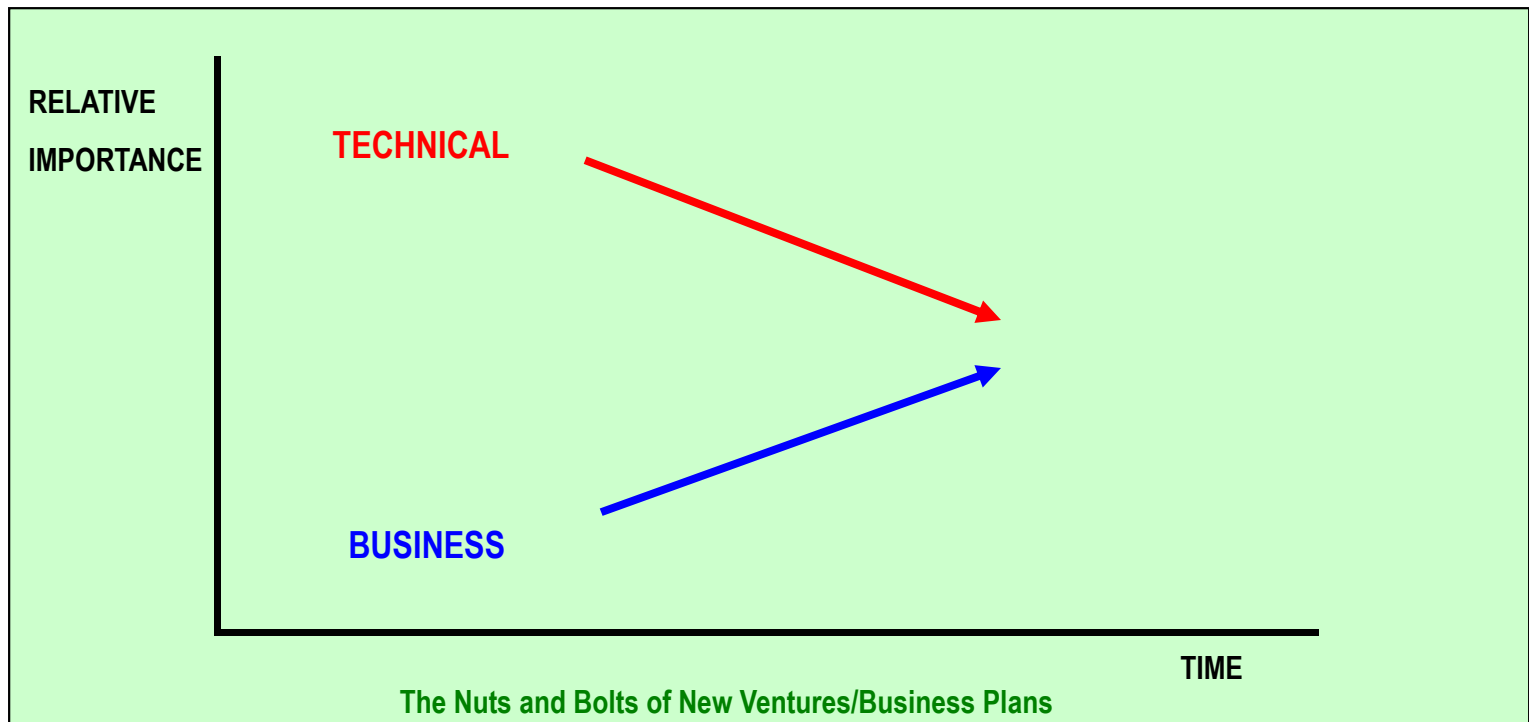 RELATIVE
IMPORTANCE
TECHNICAL
BUSINESS
TIME
The Nuts and Bolts of New Ventures/Business Plans